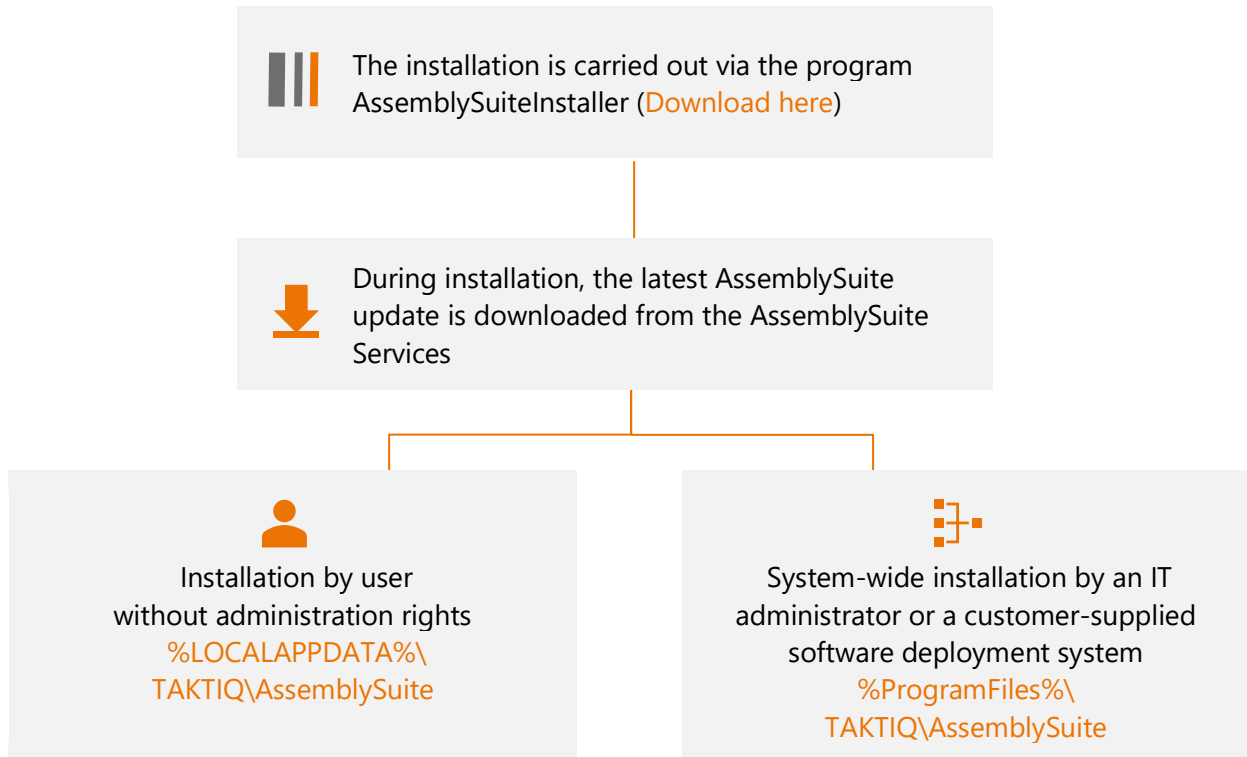 The installation is carried out via the program
AssemblySuiteInstaller (Download here)
During installation, the latest AssemblySuite
update is downloaded from the AssemblySuite
Services
Installation by user
without administration rights
%LOCALAPPDATA%\
TAKTIQ\AssemblySuite
System-wide installation by an IT
administrator or a customer-supplied
software deployment system
%ProgramFiles%\
TAKTIQ\AssemblySuite